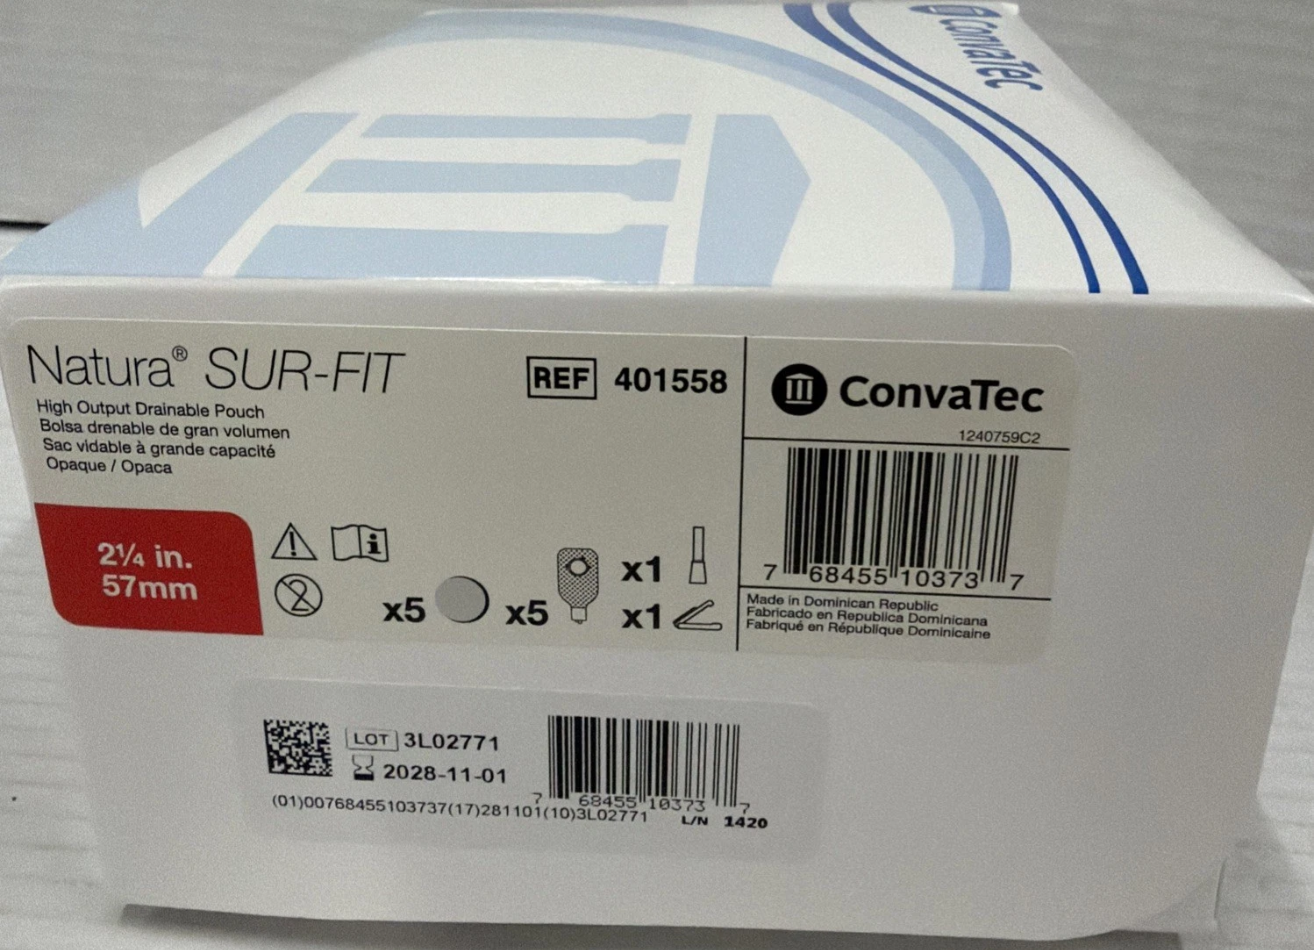 ConvaTec
Natura® SUR-FIT
High Output Drainable Pouch
Bolsa drenable de gran volumen
Sac vidable à grande capacité
Opaque / Opaca
REF 401558
ConvaTec
1240759C2
2¼ in.
57mm
x5
x5
x1
x1
7 68455 10373 7
Made in Dominican Republic
Fabricado en Republica Dominicana
Fabriqué en République Dominicaine
LOT 3L02771
2028-11-01
7 68455 10373 7
(01)00768455103737(17)281101(10)3L02771
L/N 1420